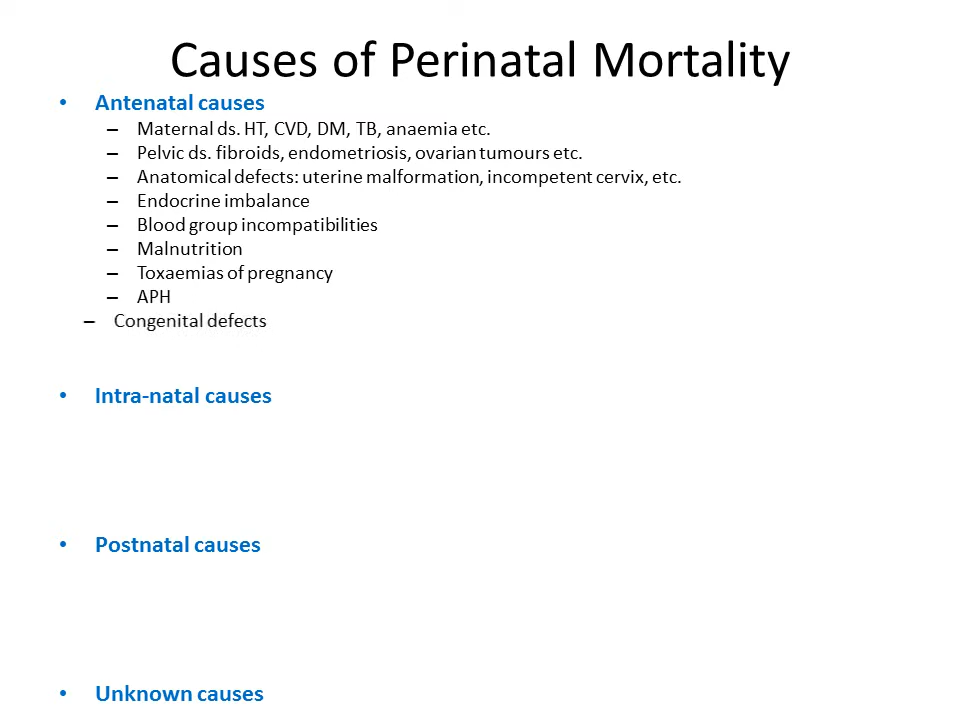 Causes of Perinatal Mortality
• Antenatal causes
– Maternal ds. HT, CVD, DM, TB, anaemia etc.
– Pelvic ds. fibroids, endometriosis, ovarian tumours etc.
– Anatomical defects: uterine malformation, incompetent cervix, etc.
– Endocrine imbalance
– Blood group incompatibilities
– Malnutrition
– Toxaemias of pregnancy
– APH
– Congenital defects
• Intra-natal causes
• Postnatal causes
• Unknown causes